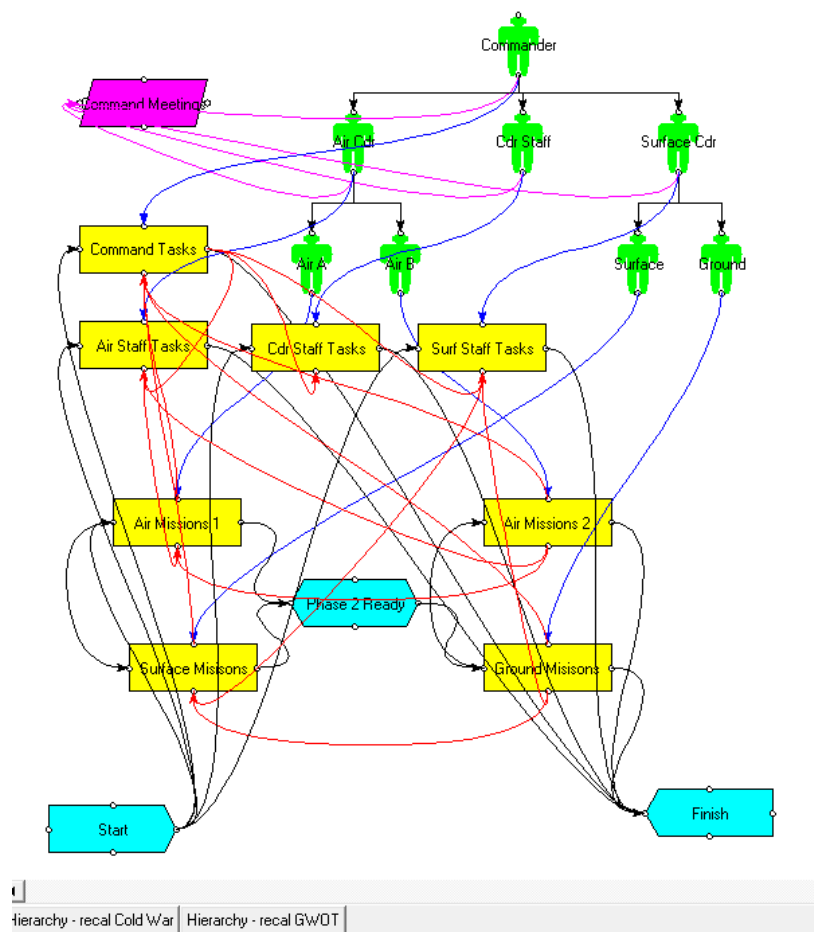 Commander
Command Meeting
Air Cdr
Cdr Staff
Surface Cdr
Command Tasks
Air A
Air B
Surface
Ground
Air Staff Tasks
Cdr Staff Tasks
Surf Staff Tasks
Air Missions 1
Air Missions 2
Phase 2 Ready
Surface Misisons
Ground Misisons
Start
Finish
Hierarchy - recal Cold War
Hierarchy - recal GWOT